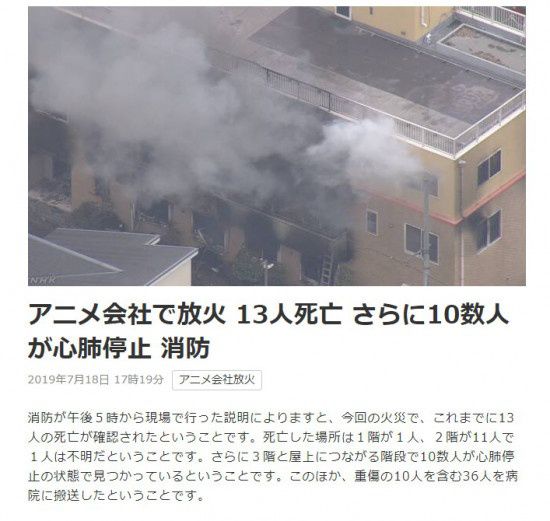 NHK
アニメ会社で放火 13人死亡 さらに10数人
が心肺停止 消防
2019年7月18日 17時19分 アニメ会社放火
消防が午後５時から現場で行った説明によりますと、今回の火災で、これまでに13
人の死亡が確認されたということです。死亡した場所は１階が１人、２階が11人で
１人は不明だということです。さらに３階と屋上につながる階段で10数人が心肺停
止の状態で見つかっているということです。このほか、重傷の10人を含む36人を病
院に搬送したということです。